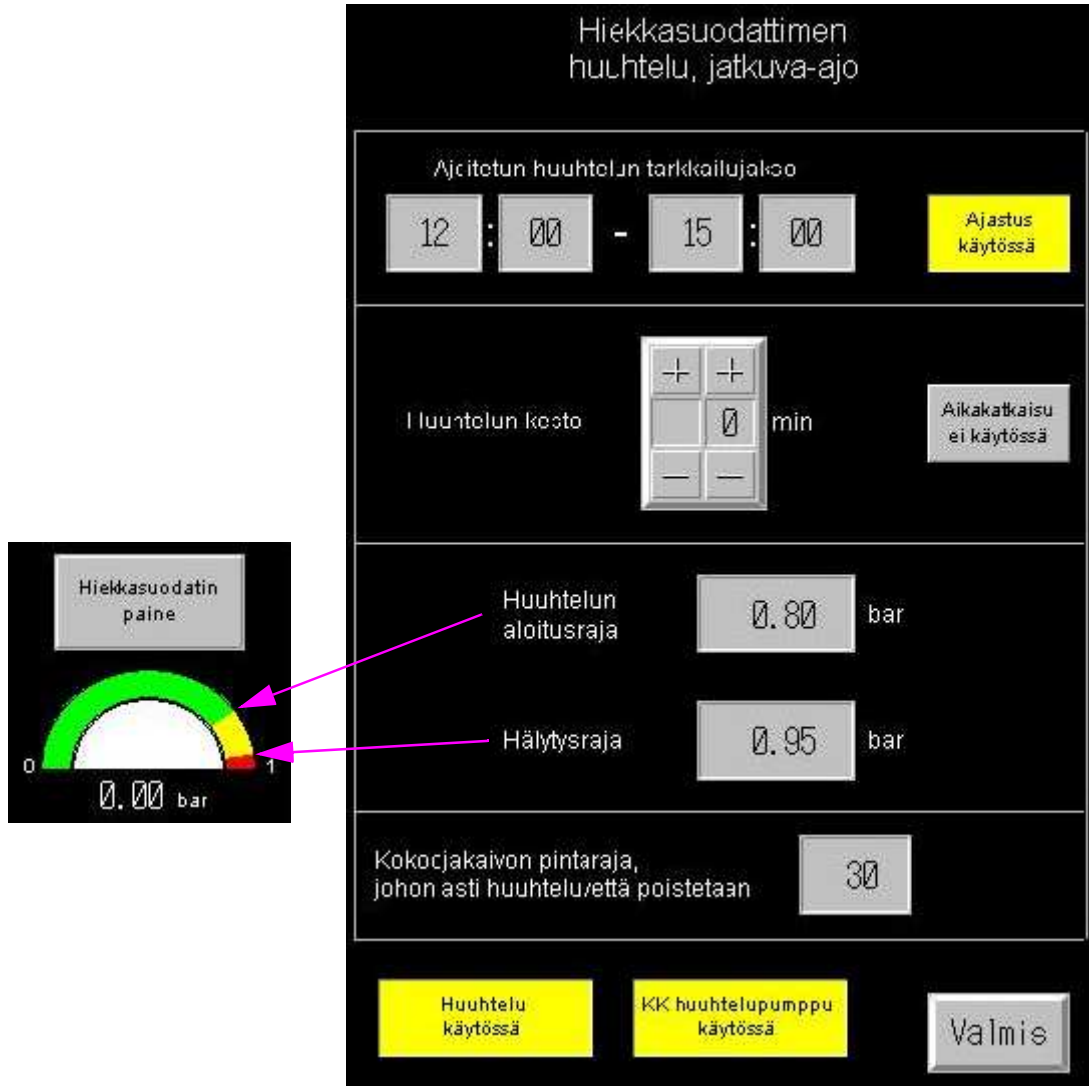 Hiekkasuodattimen
huuhtelu, jatkuva-ajo
Ajoitetun huuhtelun tarkkailujakso
12 : 00 - 15 : 00
Ajastus
käytössä
+ +
Huuhtelun kesto
0 min
Aikakatkaisu
ei käytössä
— —
Hiekkasuodatin
paine
0 1
0.00 bar
Huuhtelun
aloitusraja
0.80 bar
Hälytysraja
0.95 bar
Kokoojakaivon pintaraja,
johon asti huuhteluvettä poistetaan
30
Huuhtelu
käytössä
KK huuhtelupumppu
käytössä
Valmis